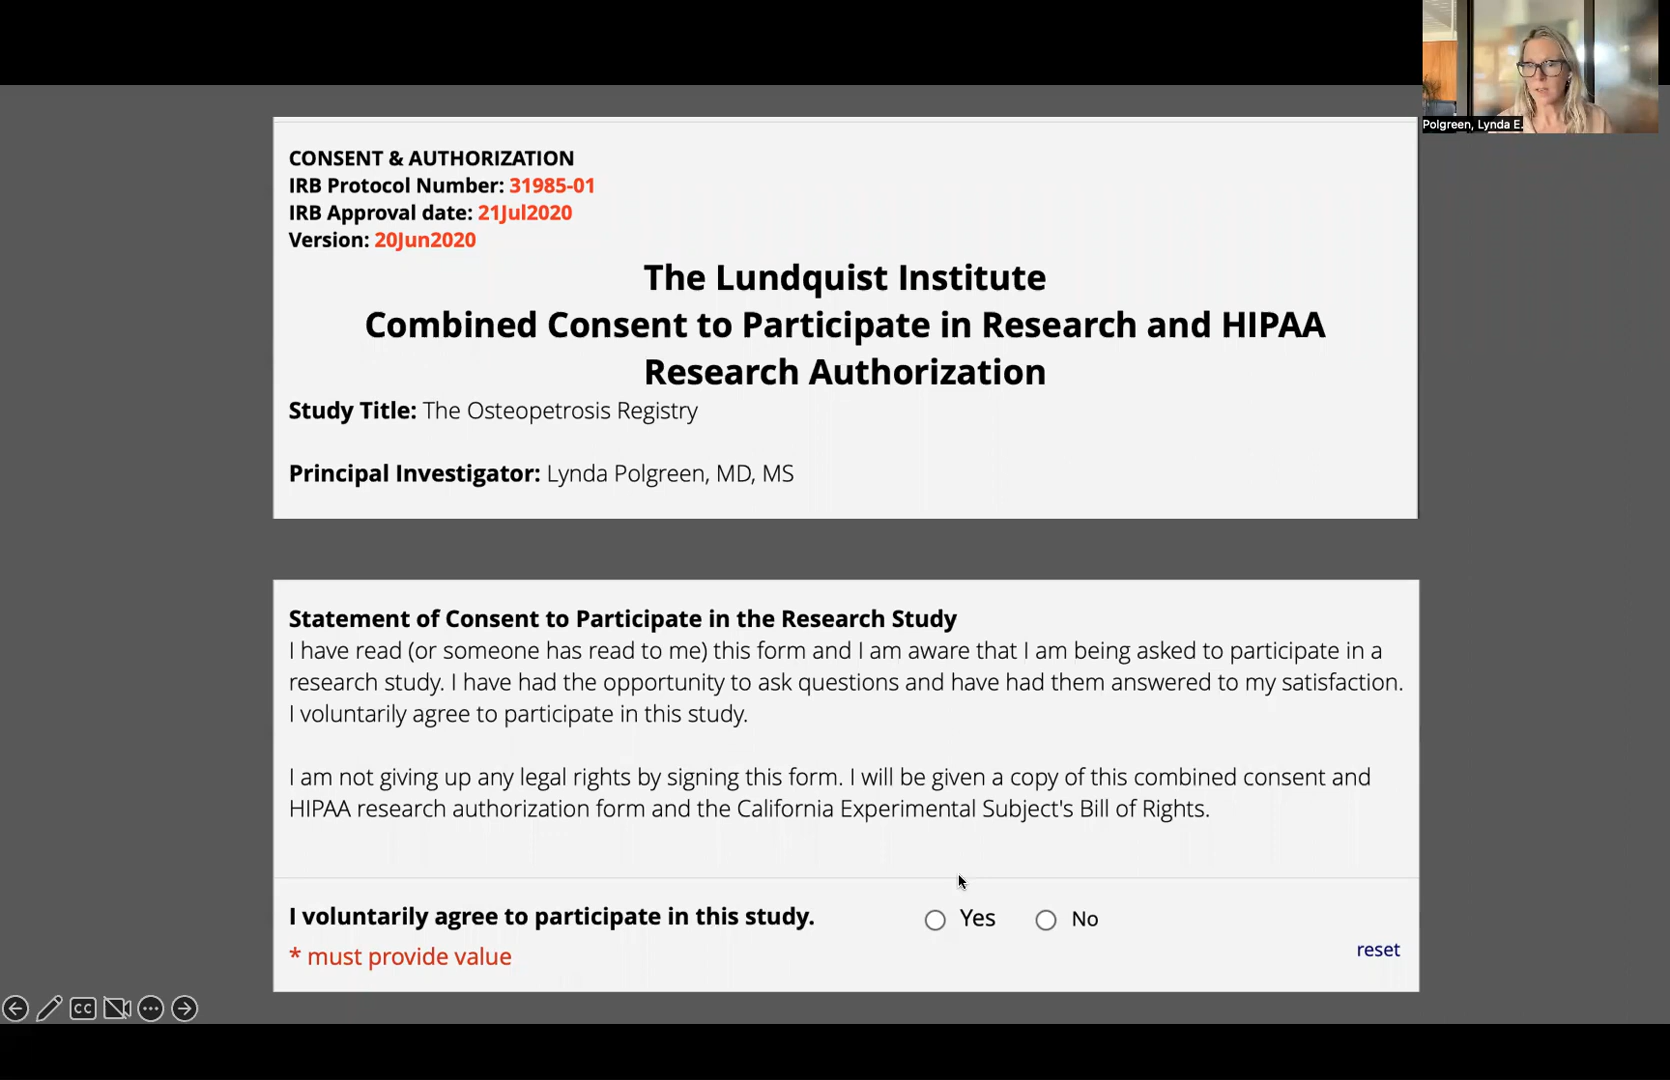 Polgreen, Lynda E.
CONSENT & AUTHORIZATION
IRB Protocol Number: 31985-01
IRB Approval date: 21Jul2020
Version: 20Jun2020
The Lundquist Institute
Combined Consent to Participate in Research and HIPAA
Research Authorization
Study Title: The Osteopetrosis Registry
Principal Investigator: Lynda Polgreen, MD, MS
Statement of Consent to Participate in the Research Study
I have read (or someone has read to me) this form and I am aware that I am being asked to participate in a
research study. I have had the opportunity to ask questions and have had them answered to my satisfaction.
I voluntarily agree to participate in this study.
I am not giving up any legal rights by signing this form. I will be given a copy of this combined consent and
HIPAA research authorization form and the California Experimental Subject's Bill of Rights.
I voluntarily agree to participate in this study.
Yes No
* must provide value
reset
CC